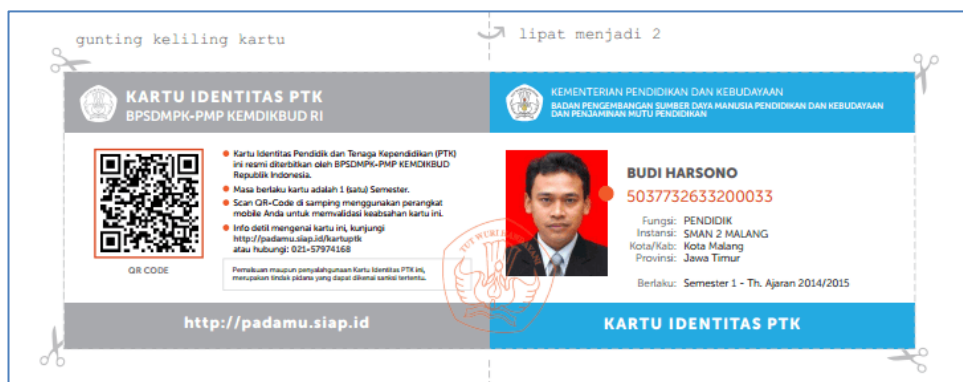 gunting keliling kartu
lipat menjadi 2
KARTU IDENTITAS PTK
BPSDMPK-PMP KEMDIKBUD RI
Kartu Identitas Pendidik dan Tenaga Kependidikan (PTK)
ini resmi diterbitkan oleh BPSDMPK-PMP KEMDIKBUD
Republik Indonesia.
Masa berlaku kartu adalah 1 (satu) Semester.
Scan QR-Code di samping menggunakan perangkat
mobile Anda untuk memvalidasi keabsahan kartu ini.
Info detil mengenai kartu ini, kunjungi
http://padamu.siap.id/kartuptk
atau hubungi: 021-57974168
QR CODE
Pemalsuan maupun penyalahgunaan Kartu Identitas PTK ini,
merupakan tindak pidana yang dapat dikenai sanksi tertentu.
http://padamu.siap.id
KEMENTERIAN PENDIDIKAN DAN KEBUDAYAAN
BADAN PENGEMBANGAN SUMBER DAYA MANUSIA PENDIDIKAN DAN KEBUDAYAAN
DAN PENJAMINAN MUTU PENDIDIKAN
BUDI HARSONO
5037732633200033
Fungsi: PENDIDIK
Instansi: SMAN 2 MALANG
Kota/Kab: Kota Malang
Provinsi: Jawa Timur
Berlaku: Semester 1 - Th. Ajaran 2014/2015
TUT WURI HANDAYANI
KARTU IDENTITAS PTK